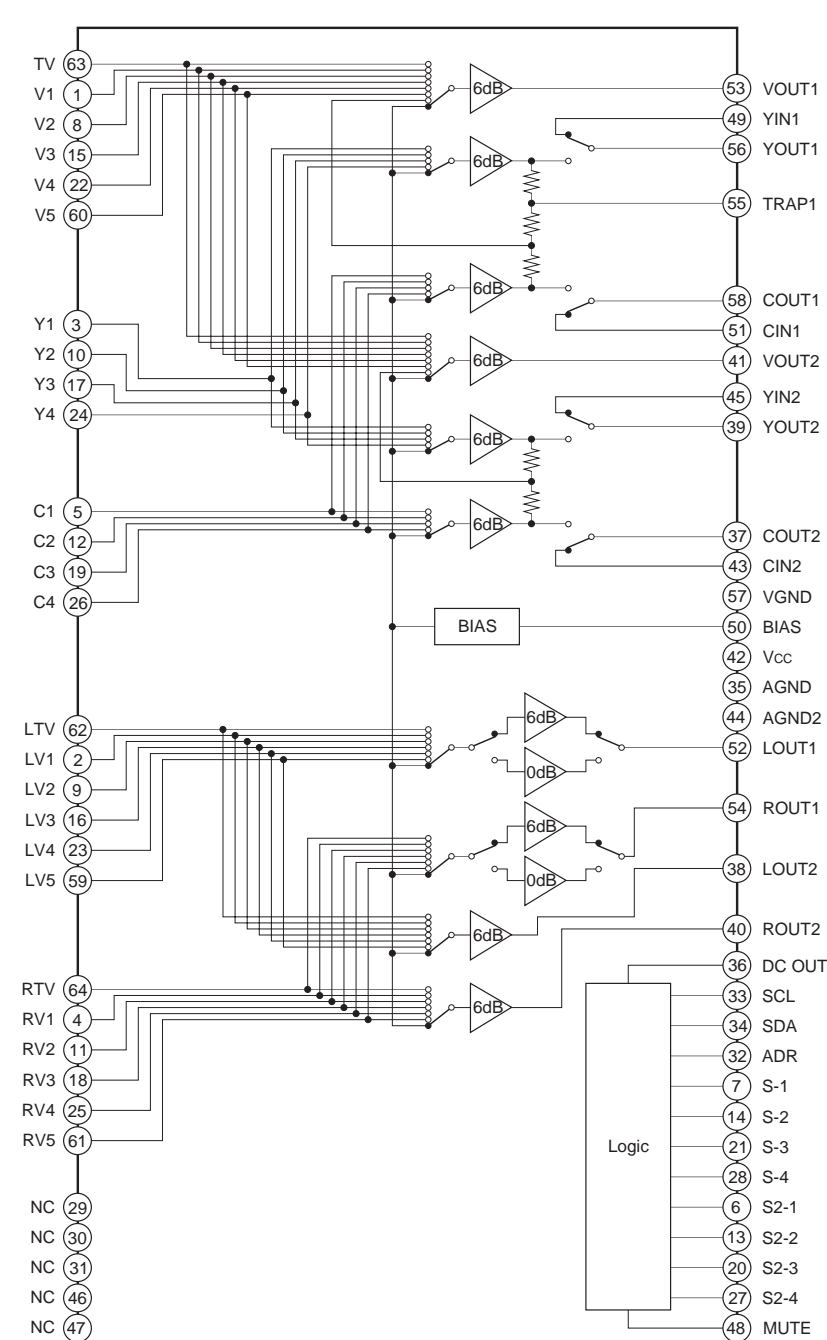 TV 63
V1 1
V2 8
V3 15
V4 22
V5 60
Y1 3
Y2 10
Y3 17
Y4 24
C1 5
C2 12
C3 19
C4 26
LTV 62
LV1 2
LV2 9
LV3 16
LV4 23
LV5 59
RTV 64
RV1 4
RV2 11
RV3 18
RV4 25
RV5 61
NC 29
NC 30
NC 31
NC 46
NC 47
6dB
6dB
6dB
6dB
6dB
6dB
BIAS
6dB
0dB
6dB
0dB
6dB
6dB
Logic
53 VOUT1
49 YIN1
56 YOUT1
55 TRAP1
58 COUT1
51 CIN1
41 VOUT2
45 YIN2
39 YOUT2
37 COUT2
43 CIN2
57 VGND
50 BIAS
42 Vcc
35 AGND
44 AGND2
52 LOUT1
54 ROUT1
38 LOUT2
40 ROUT2
36 DC OUT
33 SCL
34 SDA
32 ADR
7 S-1
14 S-2
21 S-3
28 S-4
6 S2-1
13 S2-2
20 S2-3
27 S2-4
48 MUTE